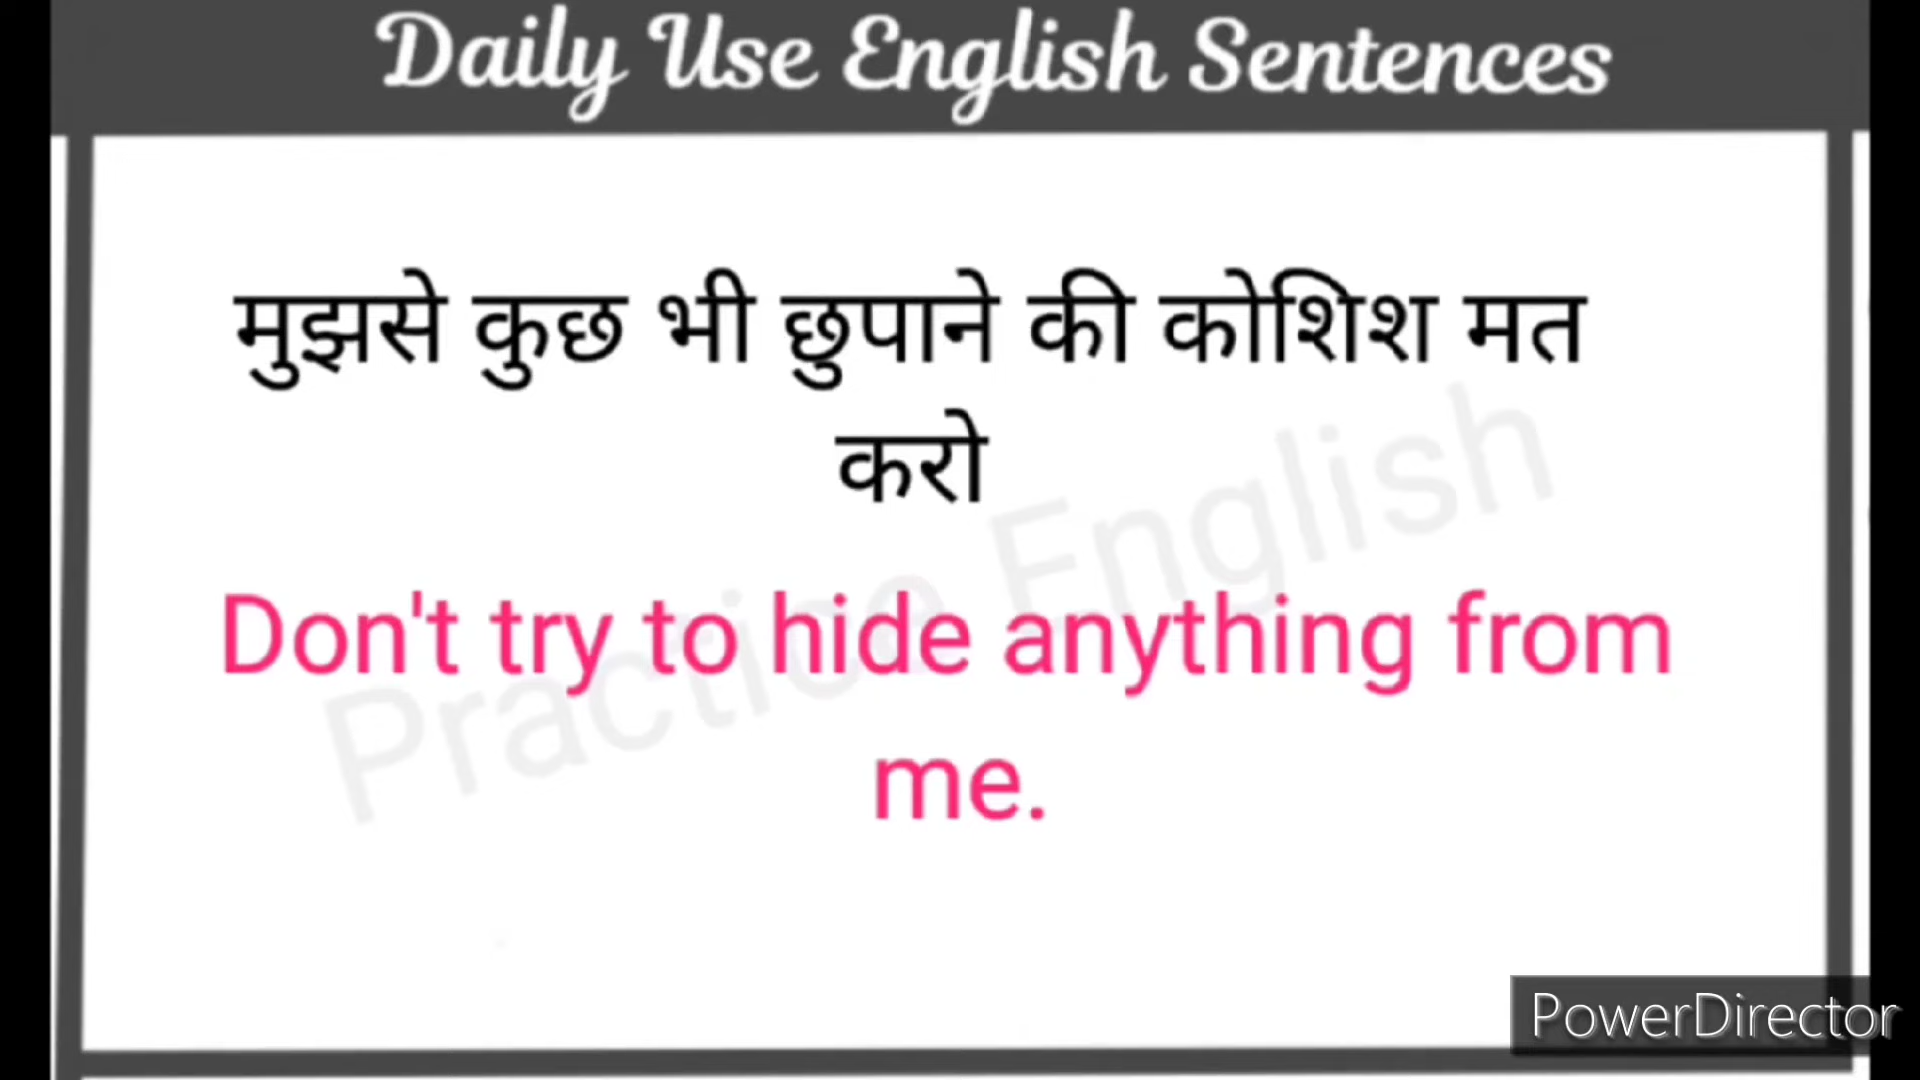 Daily Use English Sentences
मुझसे कुछ भी छुपाने की कोशिश मत
करो
Don't try to hide anything from
me.
Practice English
PowerDirector